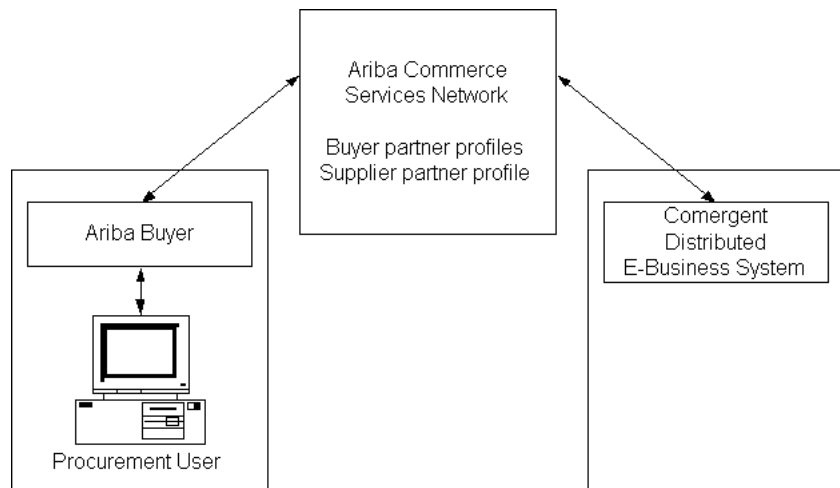 Ariba Commerce
Services Network
Buyer partner profiles
Supplier partner profile
Ariba Buyer
Procurement User
Comergent
Distributed
E-Business System